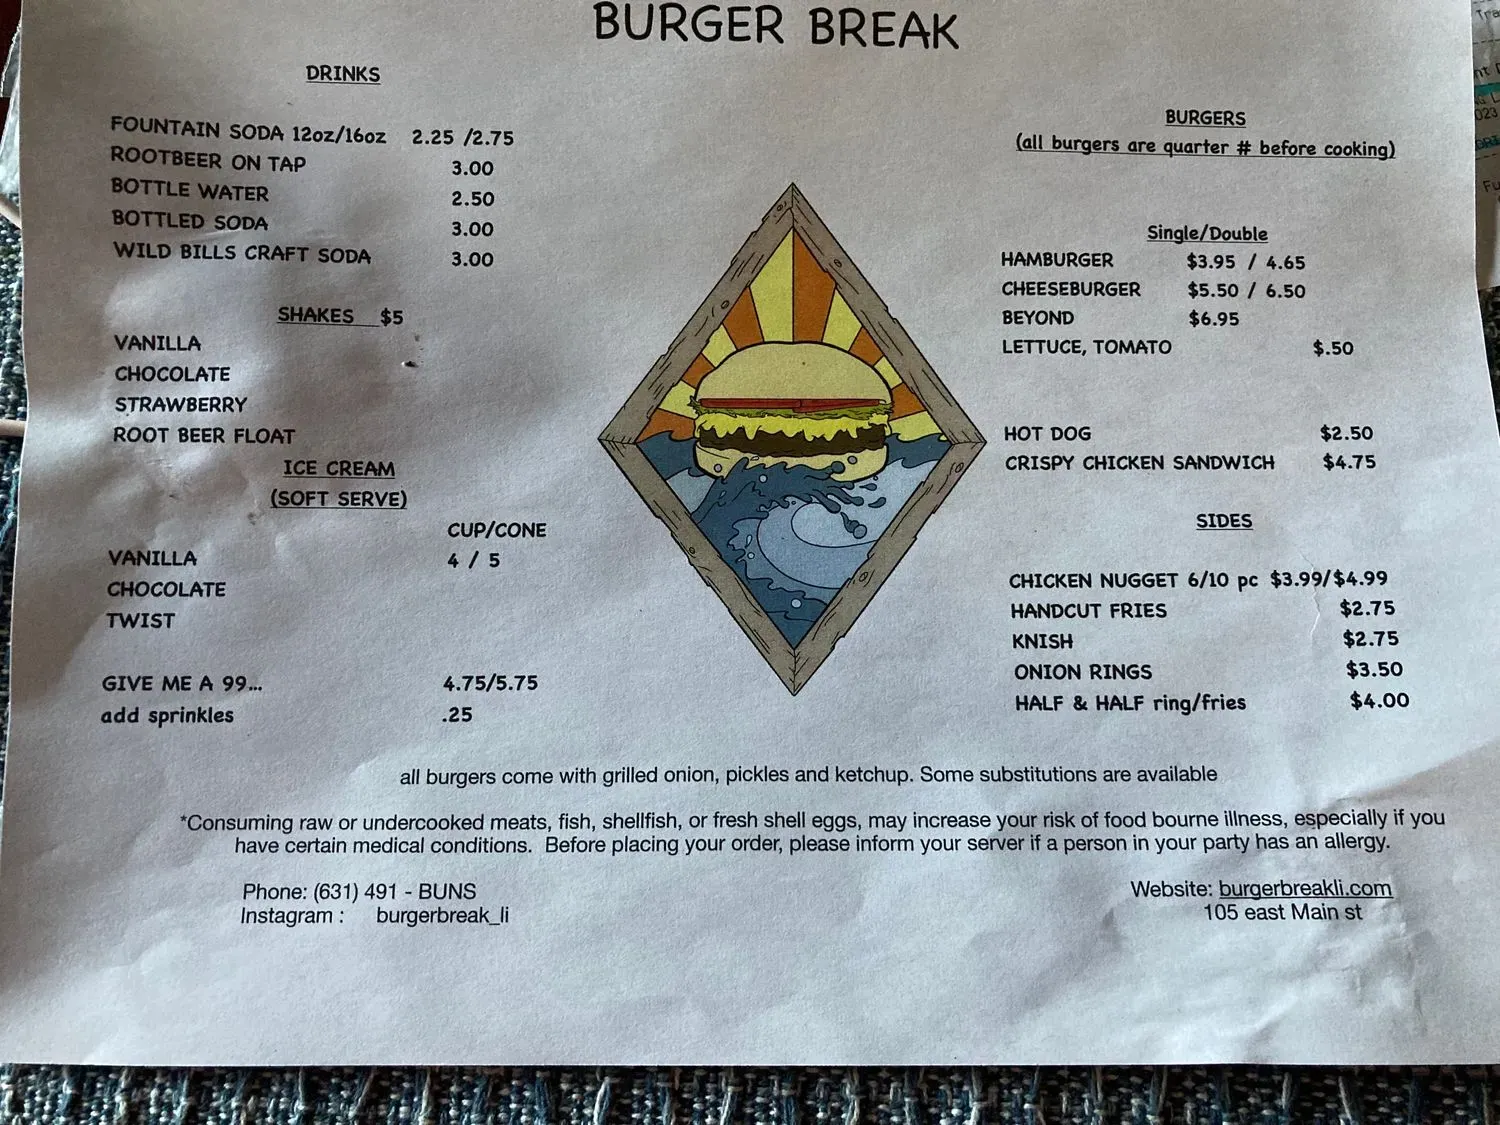 BURGER BREAK
DRINKS
FOUNTAIN SODA 12oz/16oz 2.25 /2.75
ROOTBEER ON TAP 3.00
BOTTLE WATER 2.50
BOTTLED SODA 3.00
WILD BILLS CRAFT SODA 3.00
SHAKES $5
VANILLA
CHOCOLATE
STRAWBERRY
ROOT BEER FLOAT
ICE CREAM
(SOFT SERVE)
CUP/CONE
VANILLA 4 / 5
CHOCOLATE
TWIST
GIVE ME A 99... 4.75/5.75
add sprinkles .25
BURGERS
(all burgers are quarter # before cooking)
Single/Double
HAMBURGER $3.95 / 4.65
CHEESEBURGER $5.50 / 6.50
BEYOND $6.95
LETTUCE, TOMATO $.50
HOT DOG $2.50
CRISPY CHICKEN SANDWICH $4.75
SIDES
CHICKEN NUGGET 6/10 pc $3.99/$4.99
HANDCUT FRIES $2.75
KNISH $2.75
ONION RINGS $3.50
HALF & HALF ring/fries $4.00
all burgers come with grilled onion, pickles and ketchup. Some substitutions are available
*Consuming raw or undercooked meats, fish, shellfish, or fresh shell eggs, may increase your risk of food bourne illness, especially if you
have certain medical conditions. Before placing your order, please inform your server if a person in your party has an allergy.
Phone: (631) 491 - BUNS
Instagram : burgerbreak_li
Website: burgerbreakli.com
105 east Main st